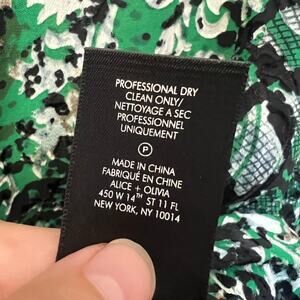 PROFESSIONAL DRY
CLEAN ONLY/
NETTOYAGE A SEC
PROFESSIONNEL
UNIQUEMENT
P
MADE IN CHINA
FABRIQUÉ EN CHINE
ALICE + OLIVIA
450 W 14TH ST 11 FL
NEW YORK, NY 10014